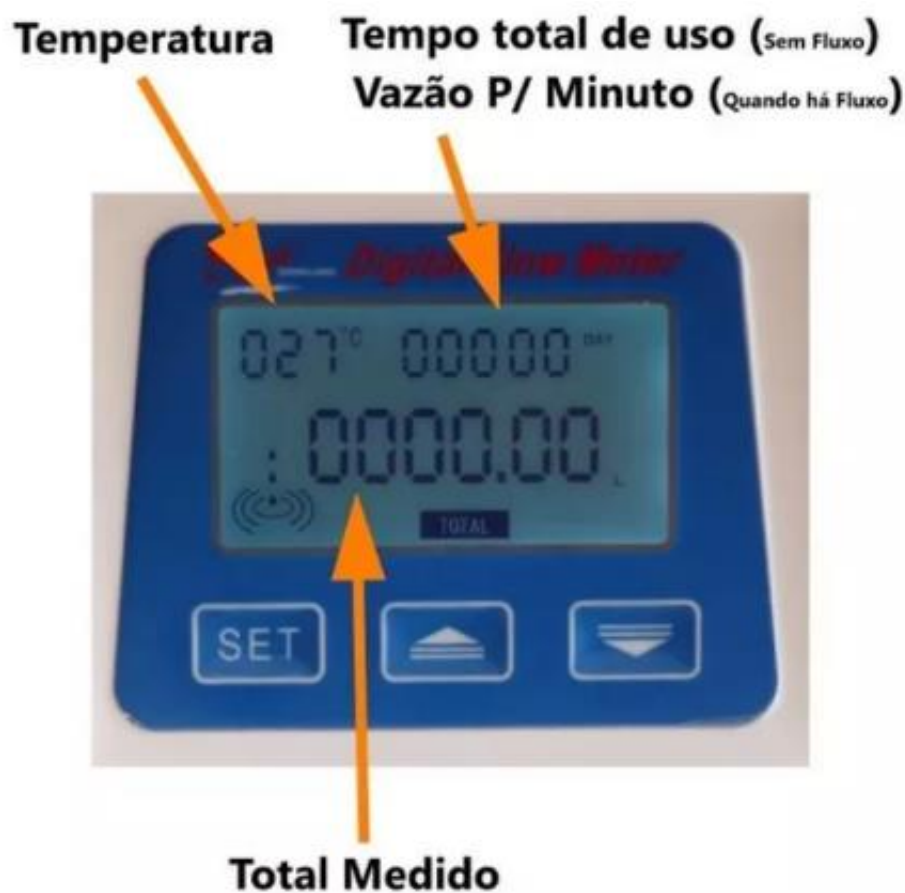 Temperatura
Tempo total de uso (Sem Fluxo)
Vazão P/ Minuto (Quando há Fluxo)
Meter
027°C 00000 DAY
:0000.00 L
TOTAL
SET
Total Medido